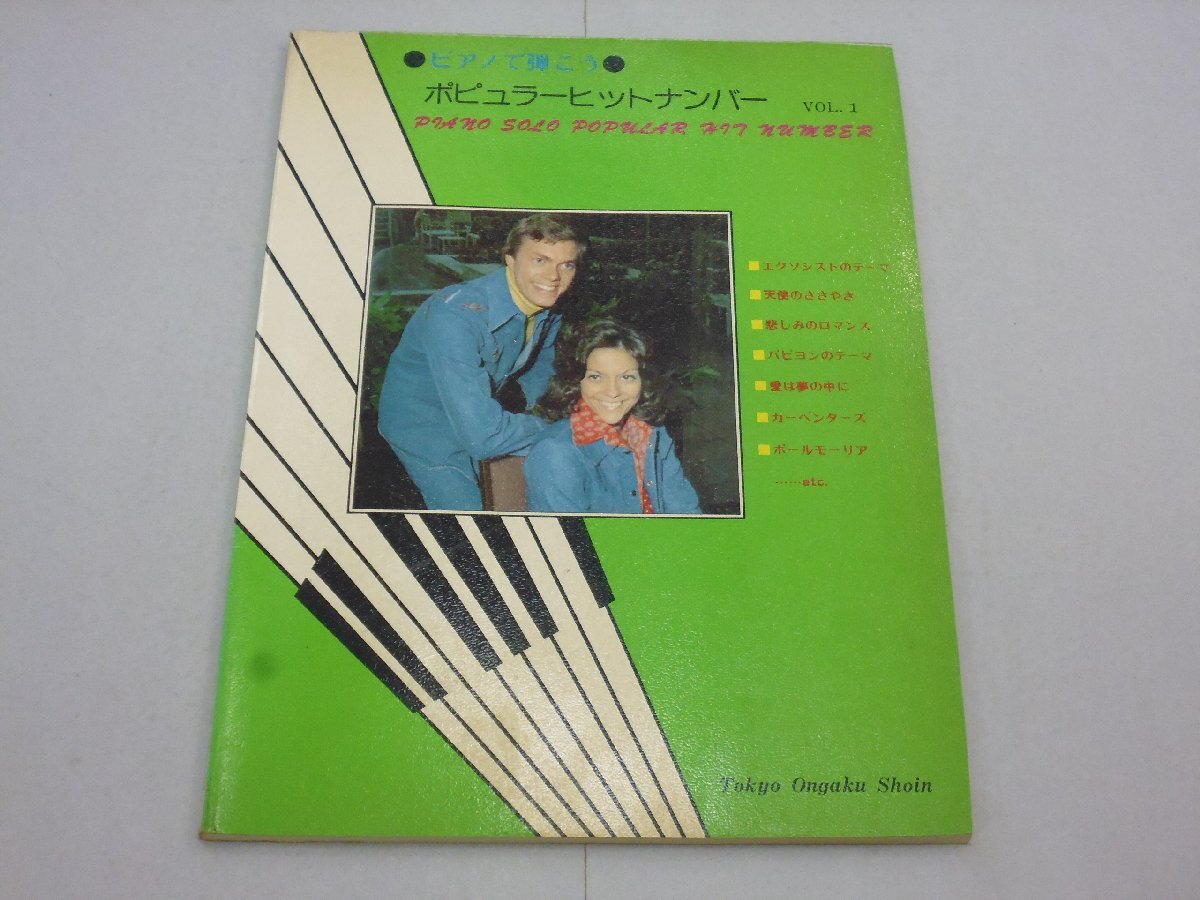 ●ピアノで弾こう●
ポピュラーヒットナンバー VOL. 1
PIANO SOLO POPULAR HIT NUMBER
■エクソシストのテーマ
■天使のささやき
■悲しみのロマンス
■パピヨンのテーマ
■愛は夢の中に
■カーペンターズ
■ポールモーリア
……etc.
Tokyo Ongaku Shoin